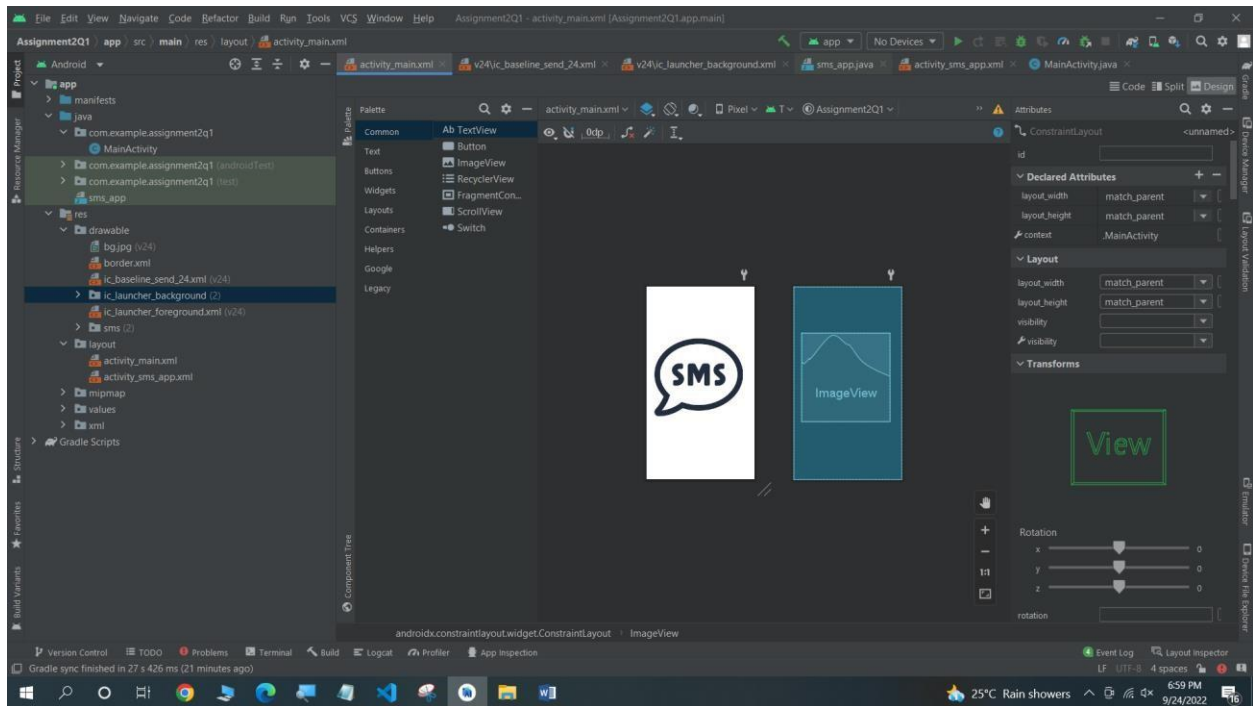 File Edit View Navigate Code Refactor Build Run Tools VCS Window Help Assignment2Q1 - activity_main.xml [Assignment2Q1.app.main]
Assignment2Q1 app src main res layout activity_main.xml
app No Devices
Project
Android
activity_main.xml
v24\ic_baseline_send_24.xml
v24\ic_launcher_background.xml
sms_app.java
activity_sms_app.xml
MainActivity.java
Gradle
Code Split Design
app
manifests
java
com.example.assignment2q1
MainActivity
com.example.assignment2q1 (androidTest)
com.example.assignment2q1 (test)
sms_app
res
drawable
bg.jpg (v24)
border.xml
ic_baseline_send_24.xml (v24)
ic_launcher_background (2)
ic_launcher_foreground.xml (v24)
sms (2)
layout
activity_main.xml
activity_sms_app.xml
mipmap
values
xml
Gradle Scripts
Resource Manager
Structure
Favorites
Build Variants
Palette
Palette
Common
Text
Buttons
Widgets
Layouts
Containers
Helpers
Google
Legacy
Ab TextView
Button
ImageView
RecyclerView
FragmentCon...
ScrollView
Switch
Component Tree
activity_main.xml Pixel T Assignment2Q1
0dp
SMS
ImageView
1:1
Attributes
ConstraintLayout <unnamed>
id
Declared Attributes
layout_width match_parent
layout_height match_parent
context .MainActivity
Layout
layout_width match_parent
layout_height match_parent
visibility
visibility
Transforms
View
Rotation
x 0
y 0
z 0
rotation
Device Manager
Layout Validation
Emulator
Device File Explorer
androidx.constraintlayout.widget.ConstraintLayout ImageView
Version Control TODO Problems Terminal Build Logcat Profiler App Inspection
Event Log Layout Inspector
Gradle sync finished in 27 s 426 ms (21 minutes ago)
LF UTF-8 4 spaces
25°C Rain showers
6:59 PM
9/24/2022
16